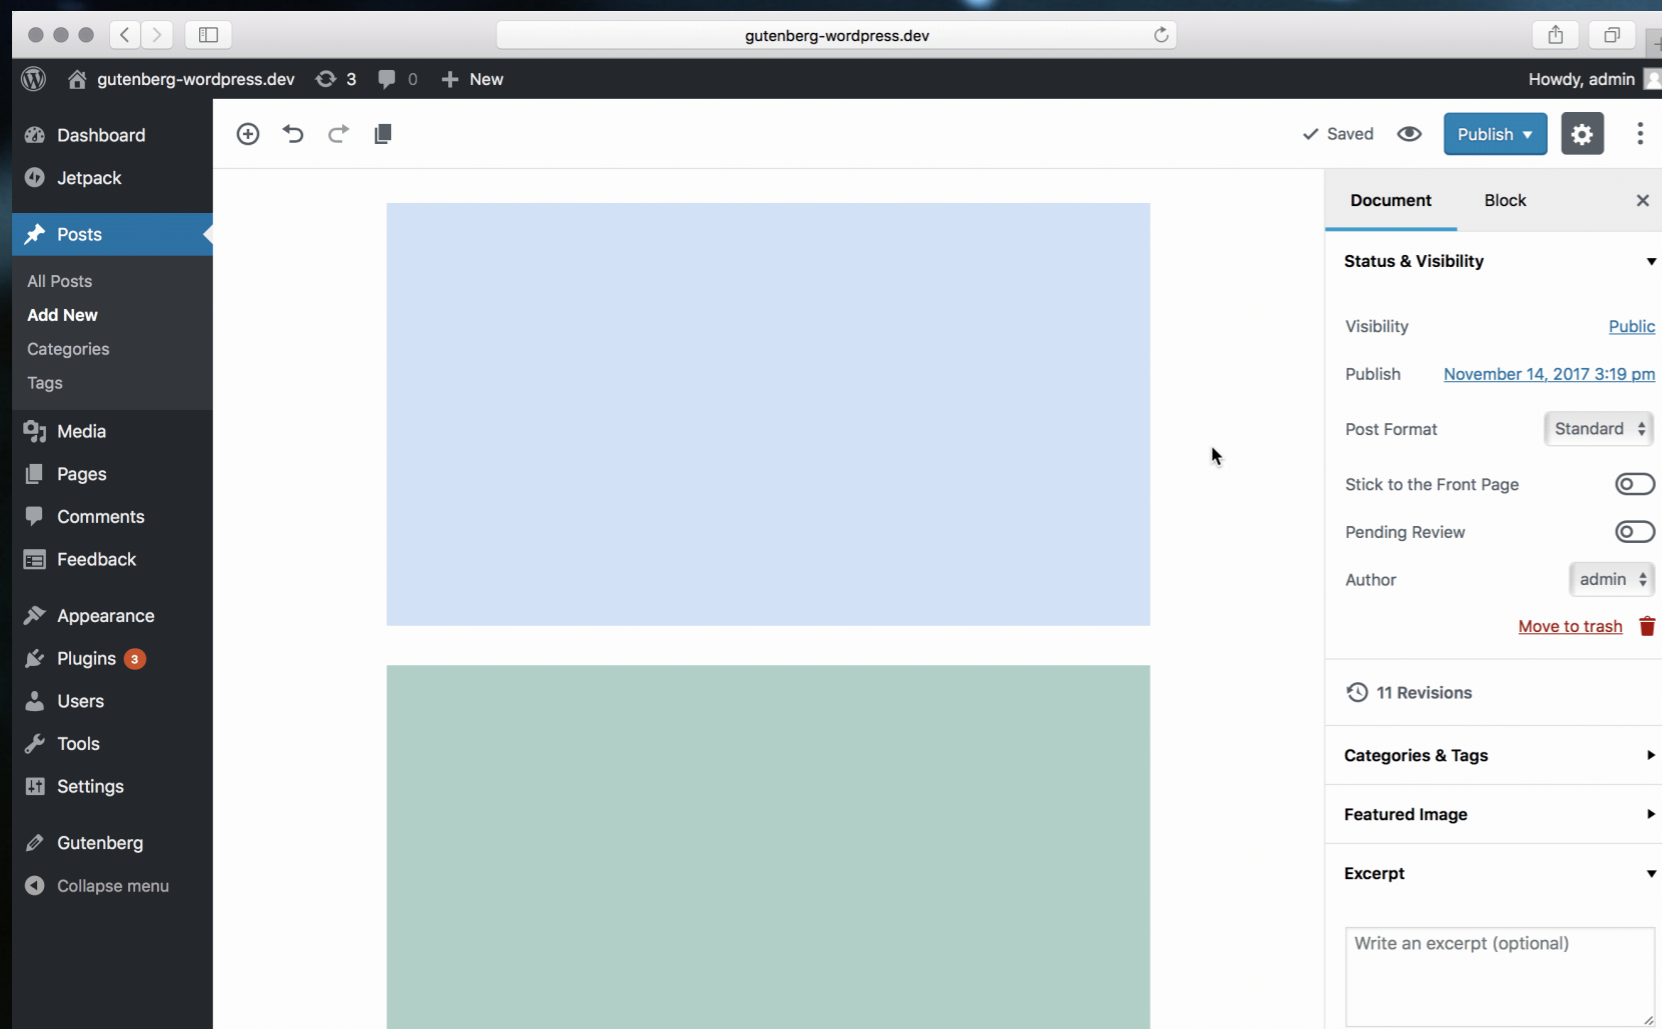 gutenberg-wordpress.dev
gutenberg-wordpress.dev 3 0 New Howdy, admin
Dashboard
Jetpack
Posts
All Posts
Add New
Categories
Tags
Media
Pages
Comments
Feedback
Appearance
Plugins 3
Users
Tools
Settings
Gutenberg
Collapse menu
Saved Publish
Document Block
Status & Visibility
Visibility Public
Publish November 14, 2017 3:19 pm
Post Format Standard
Stick to the Front Page
Pending Review
Author admin
Move to trash
11 Revisions
Categories & Tags
Featured Image
Excerpt
Write an excerpt (optional)